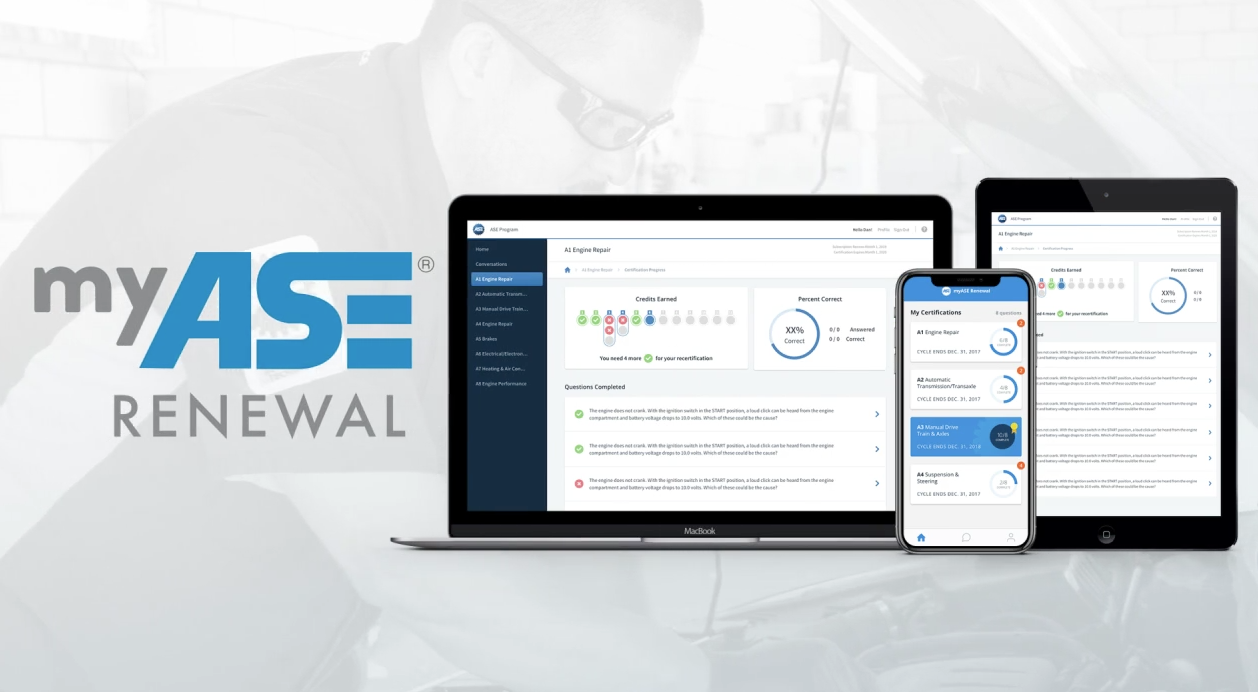 myASE®
RENEWAL
ASE Program
Hello Dan! Profile Sign Out
Home
Conversations
A1 Engine Repair
A2 Automatic Transm...
A3 Manual Drive Train...
A4 Engine Repair
A5 Brakes
A6 Electrical/Electron...
A7 Heating & Air Con...
A8 Engine Performance
A1 Engine Repair
A1 Engine Repair > Certification Progress
Credits Earned
You need 4 more for your recertification
Percent Correct
XX%
Correct
0/0 Answered
0/0 Correct
Questions Completed
The engine does not crank. With the ignition switch in the START position, a loud click can be heard from the engine
compartment and battery voltage drops to 10.0 volts. Which of these could be the cause?
The engine does not crank. With the ignition switch in the START position, a loud click can be heard from the engine
compartment and battery voltage drops to 10.0 volts. Which of these could be the cause?
The engine does not crank. With the ignition switch in the START position, a loud click can be heard from the engine
compartment and battery voltage drops to 10.0 volts. Which of these could be the cause?
MacBook
myASE Renewal
My Certifications
8 questions
A1 Engine Repair
CYCLE ENDS DEC. 31, 2017
6/8
A2 Automatic
Transmission/Transaxle
CYCLE ENDS DEC. 31, 2017
4/8
A3 Manual Drive
Train & Axles
CYCLE ENDS DEC. 31, 2018
10/8
A4 Suspension &
Steering
CYCLE ENDS DEC. 31, 2017
2/8
ASE Program
A1 Engine Repair
A1 Engine Repair > Certification Progress
Credits Earned
for your recertification
Percent Correct
XX%
Correct